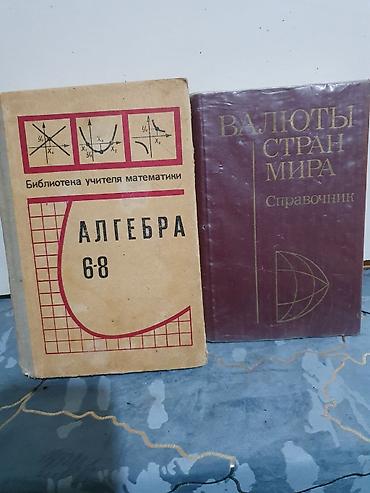 Библиотека учителя математики
АЛГЕБРА
6-8
ВАЛЮТЫ
СТРАН
МИРА
Справочник